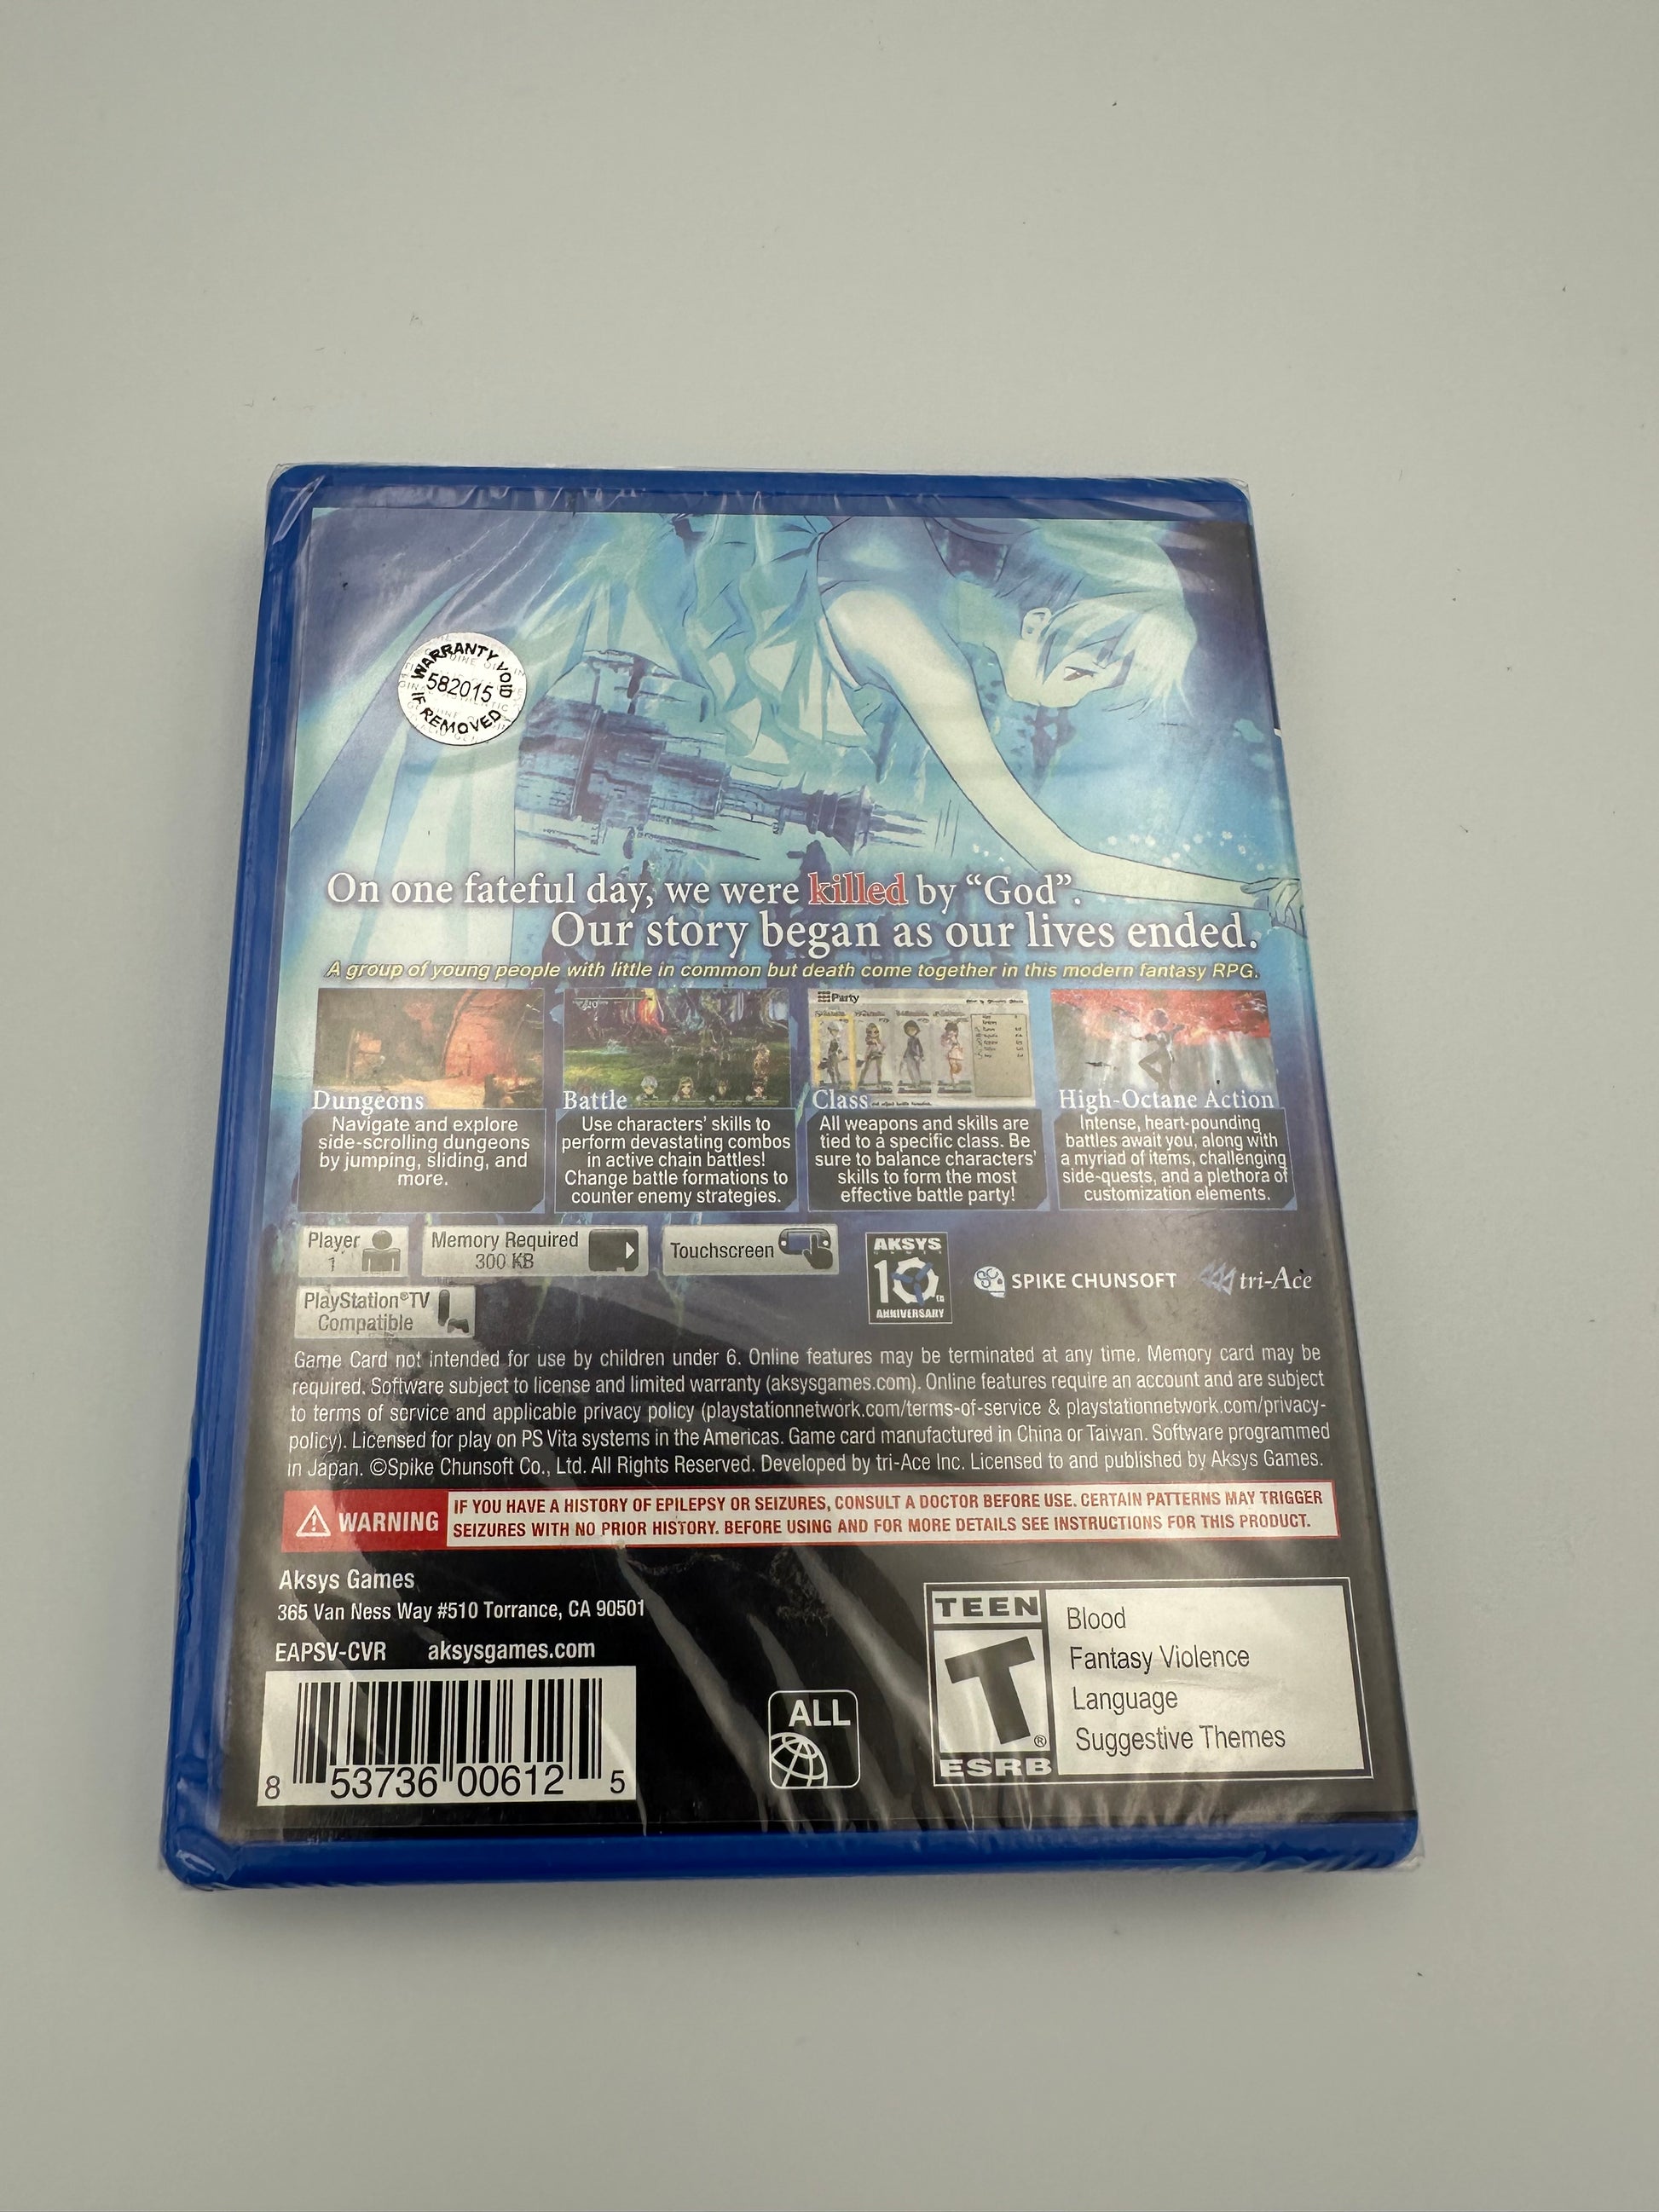 WARRANTY VOID
582015
IF REMOVED
On one fateful day, we were killed by “God”.
Our story began as our lives ended.
A group of young people with little in common but death come together in this modern fantasy RPG.
Party
Dungeons
Navigate and explore
side-scrolling dungeons
by jumping, sliding, and
more.
Battle
Use characters’ skills to
perform devastating combos
in active chain battles!
Change battle formations to
counter enemy strategies.
Class
All weapons and skills are
tied to a specific class. Be
sure to balance characters’
skills to form the most
effective battle party!
High-Octane Action
Intense, heart-pounding
battles await you, along with
a myriad of items, challenging
side-quests, and a plethora of
customization elements.
Player
1
Memory Required
300 KB
Touchscreen
PlayStation®TV
Compatible
AKSYS
GAMES
10th
ANNIVERSARY
SPIKE CHUNSOFT
tri-Ace
Game Card not intended for use by children under 6. Online features may be terminated at any time. Memory card may be
required. Software subject to license and limited warranty (aksysgames.com). Online features require an account and are subject
to terms of service and applicable privacy policy (playstationnetwork.com/terms-of-service & playstationnetwork.com/privacy-
policy). Licensed for play on PS Vita systems in the Americas. Game card manufactured in China or Taiwan. Software programmed
in Japan. ©Spike Chunsoft Co., Ltd. All Rights Reserved. Developed by tri-Ace Inc. Licensed to and published by Aksys Games.
WARNING
IF YOU HAVE A HISTORY OF EPILEPSY OR SEIZURES, CONSULT A DOCTOR BEFORE USE. CERTAIN PATTERNS MAY TRIGGER
SEIZURES WITH NO PRIOR HISTORY. BEFORE USING AND FOR MORE DETAILS SEE INSTRUCTIONS FOR THIS PRODUCT.
Aksys Games
365 Van Ness Way #510 Torrance, CA 90501
EAPSV-CVR aksysgames.com
8 53736 00612 5
ALL
TEEN
T®
ESRB
Blood
Fantasy Violence
Language
Suggestive Themes